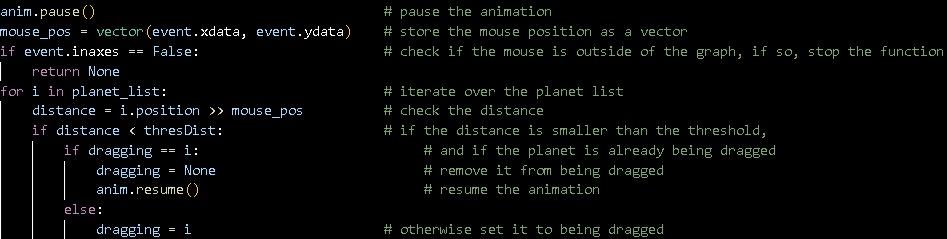 anim.pause() # pause the animation
mouse_pos = vector(event.xdata, event.ydata) # store the mouse position as a vector
if event.inaxes == False: # check if the mouse is outside of the graph, if so, stop the function
    return None
for i in planet_list: # iterate over the planet list
    distance = i.position >> mouse_pos # check the distance
    if distance < thresDist: # if the distance is smaller than the threshold,
        if dragging == i: # and if the planet is already being dragged
            dragging = None # remove it from being dragged
            anim.resume() # resume the animation
        else:
            dragging = i # otherwise set it to being dragged